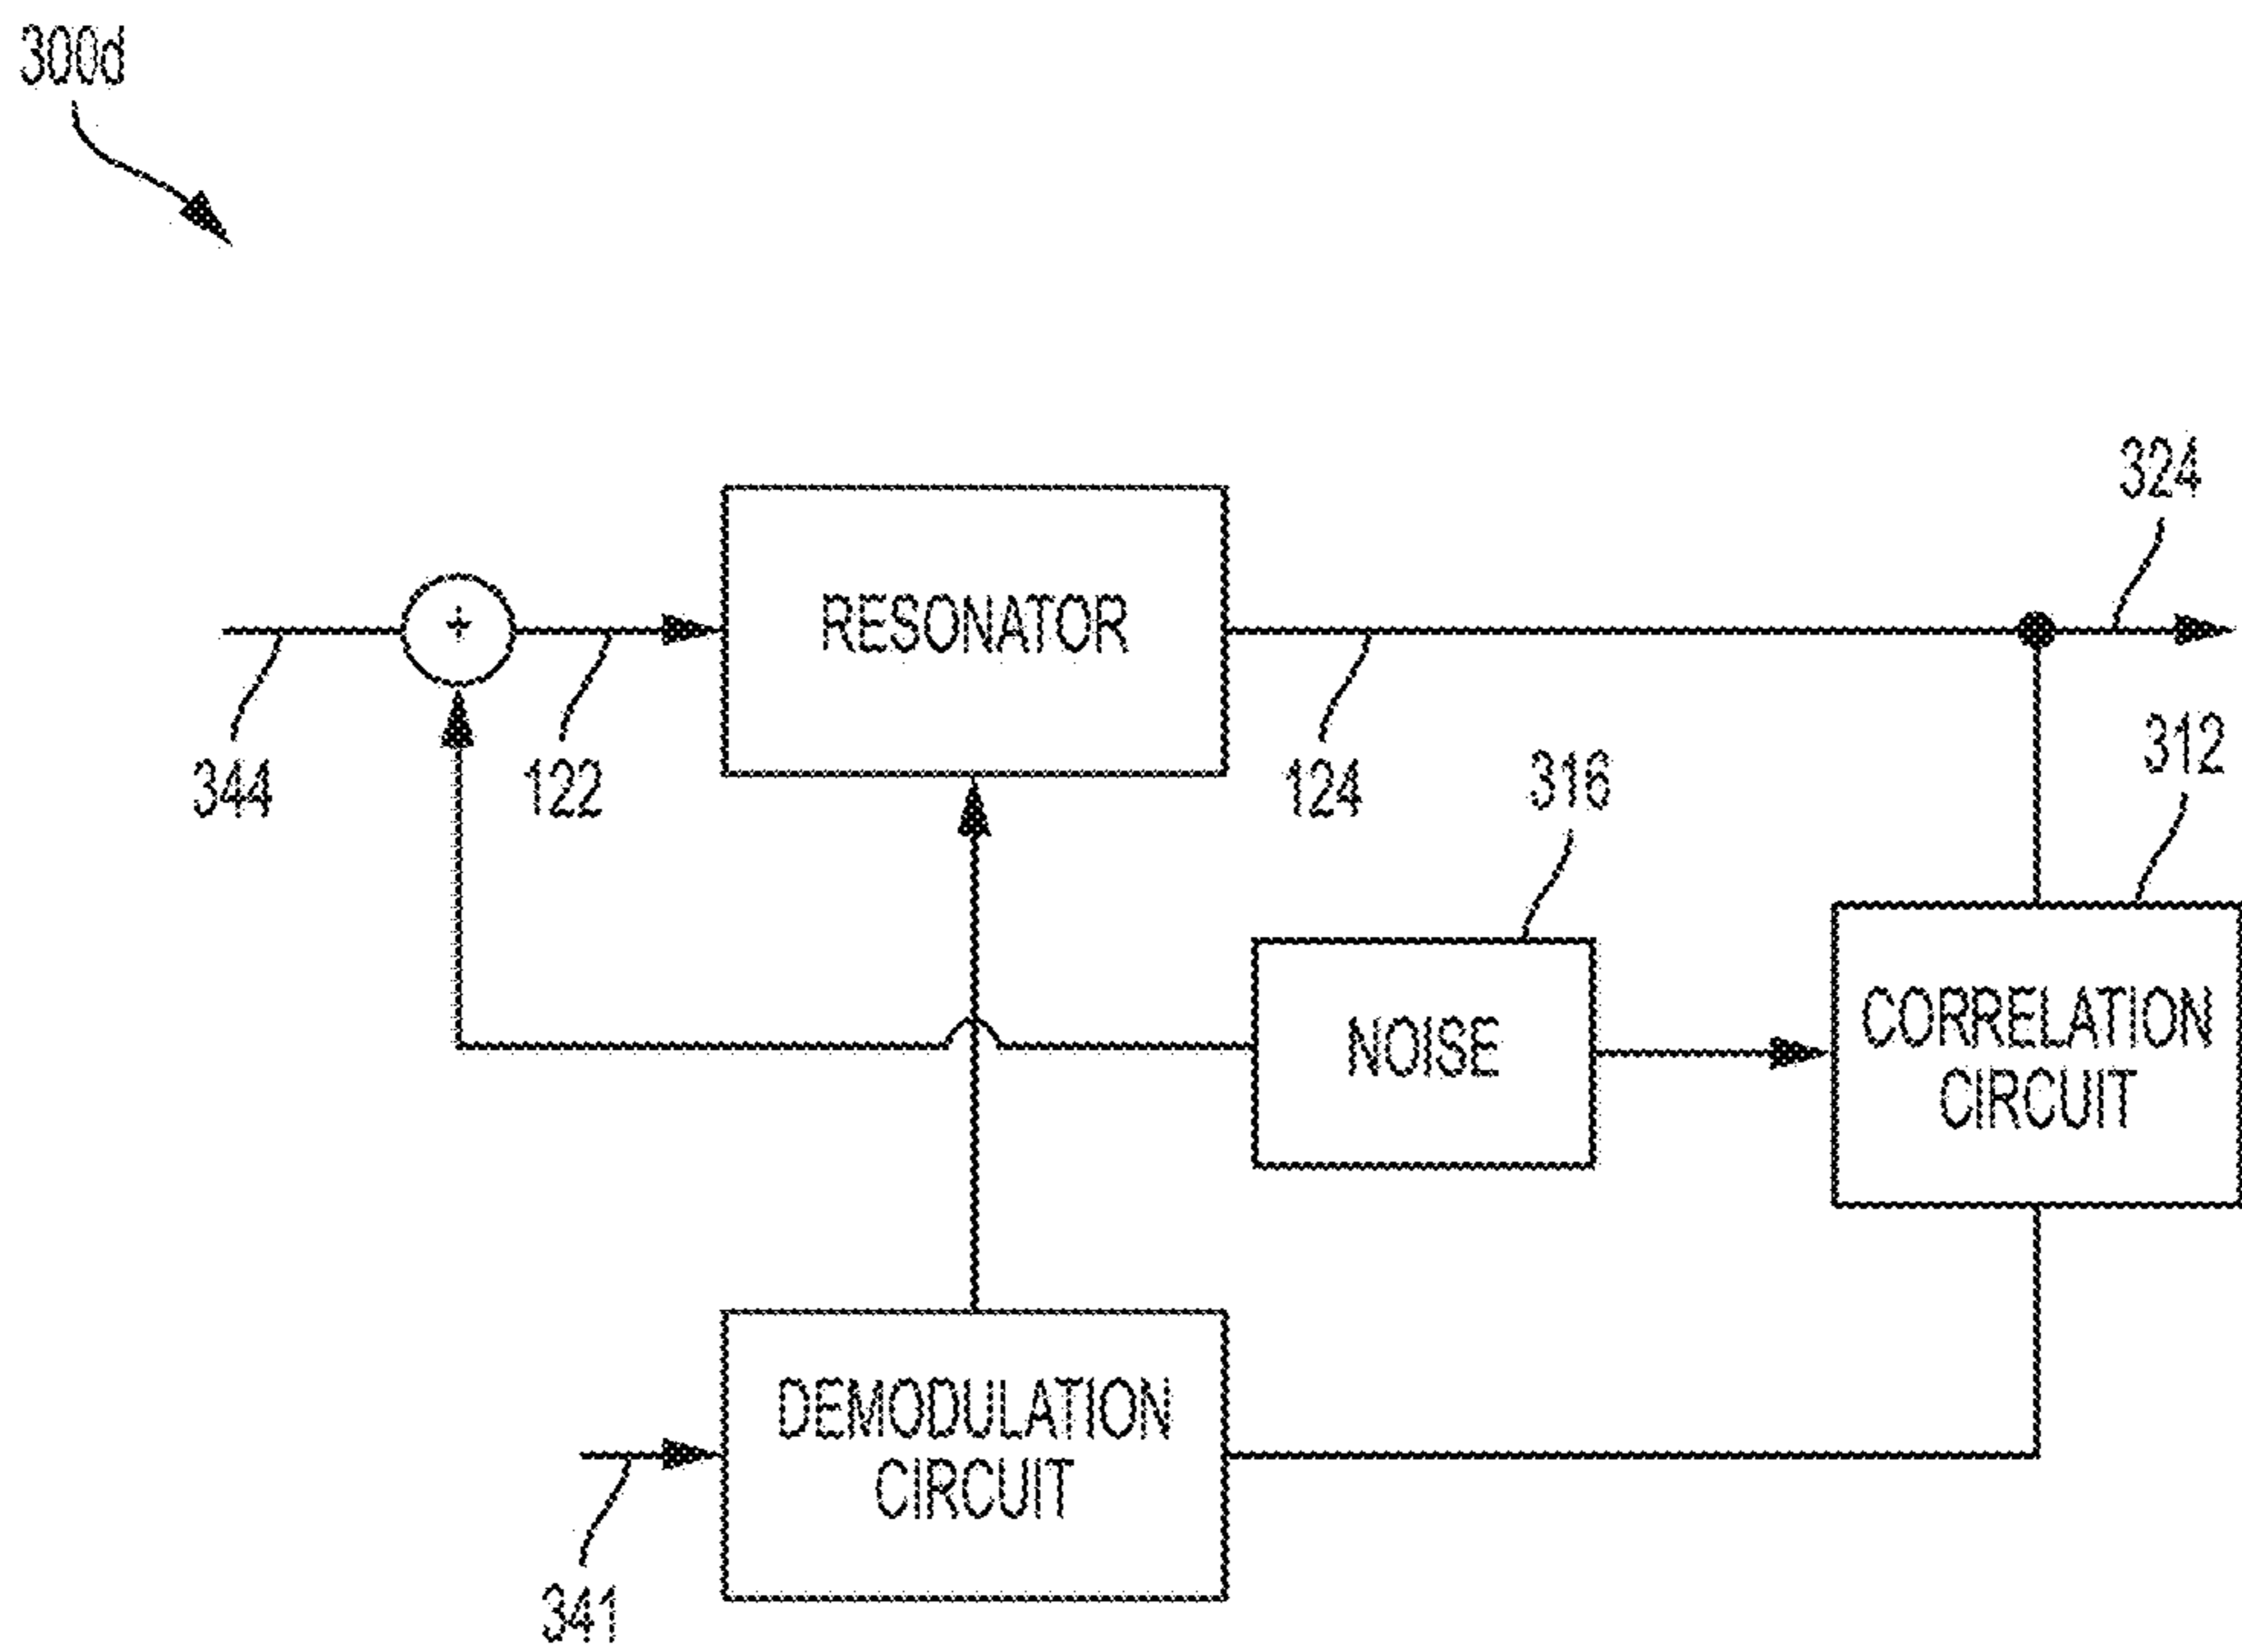 300d
324
+
RESONATOR
344
122
124
316
312
NOISE
CORRELATION
CIRCUIT
DEMODULATION
CIRCUIT
341